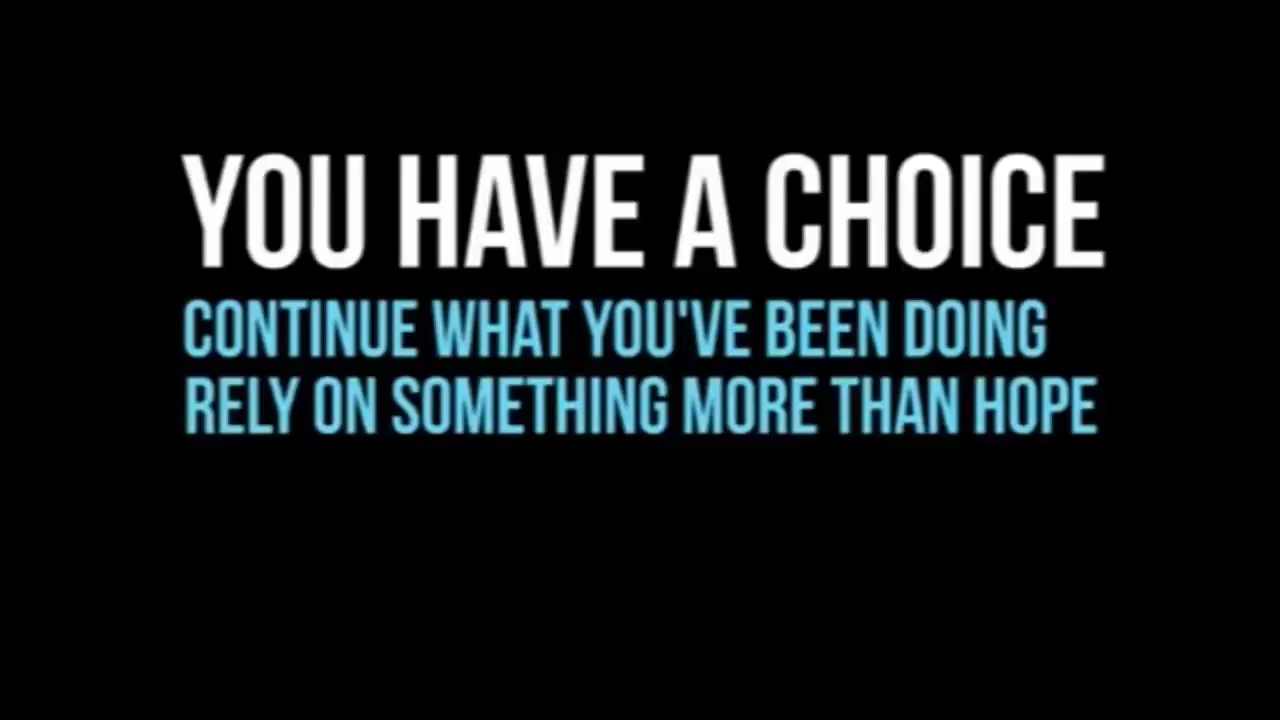 YOU HAVE A CHOICE
CONTINUE WHAT YOU'VE BEEN DOING
RELY ON SOMETHING MORE THAN HOPE